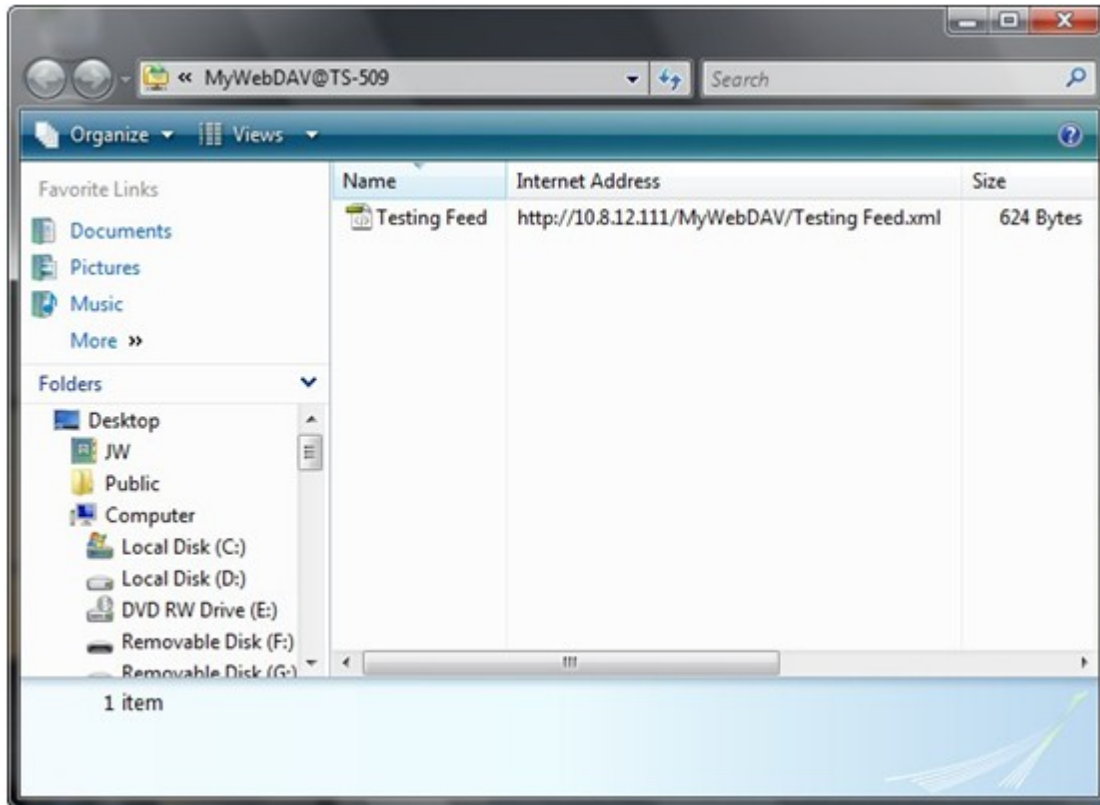 « MyWebDAV@TS-509
Search
Organize Views
Name Internet Address Size
Favorite Links
Testing Feed http://10.8.12.111/MyWebDAV/Testing Feed.xml 624 Bytes
Documents
Pictures
Music
More »
Folders
Desktop
JW
Public
Computer
Local Disk (C:)
Local Disk (D:)
DVD RW Drive (E:)
Removable Disk (F:)
Removable Disk (G:)
1 item